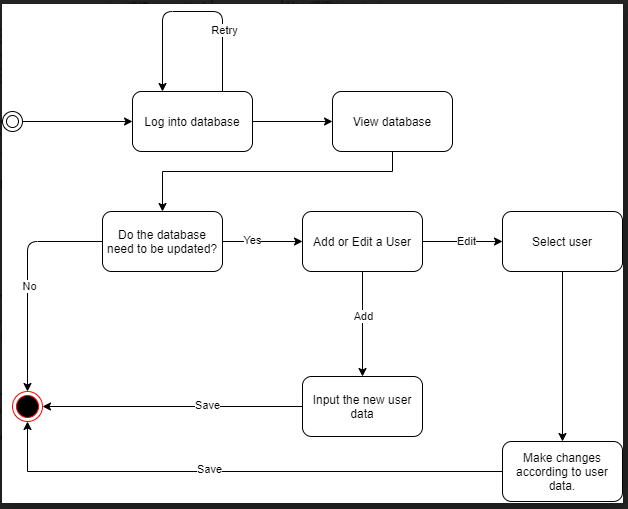 Retry
Log into database
View database
Do the database
need to be updated?
Yes
Add or Edit a User
Edit
Select user
No
Add
Input the new user
data
Save
Make changes
according to user
data.
Save